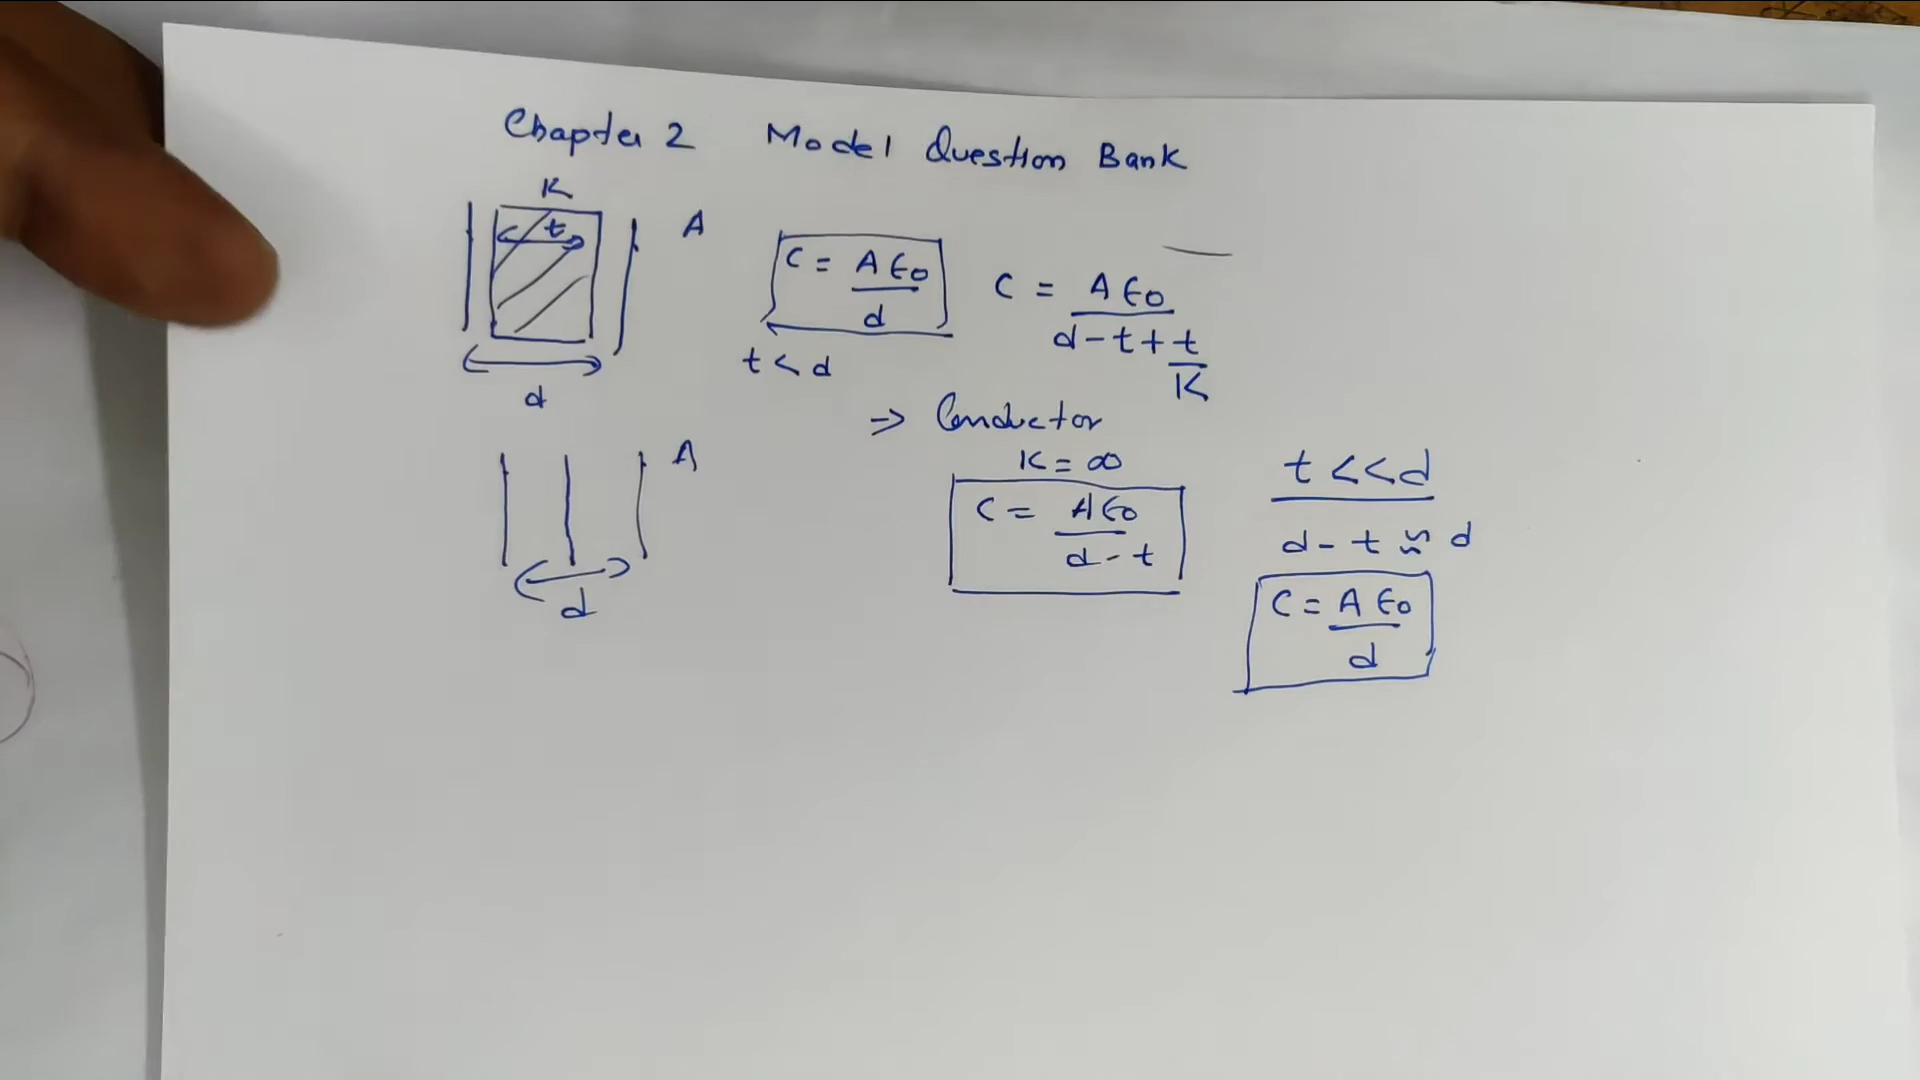 Chapter 2 Model Question Bank
K
t
A
d
C = Aϵ0/d
t < d
C = Aϵ0/(d - t + t/K)
⇒ Conductor
K = ∞
C = Aϵ0/(d - t)
t << d
d - t ≈ d
C = Aϵ0/d
A
d